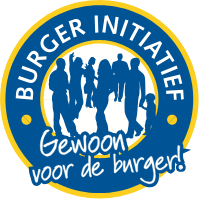 BURGER INITIATIEF
Gewoon
voor de burger!